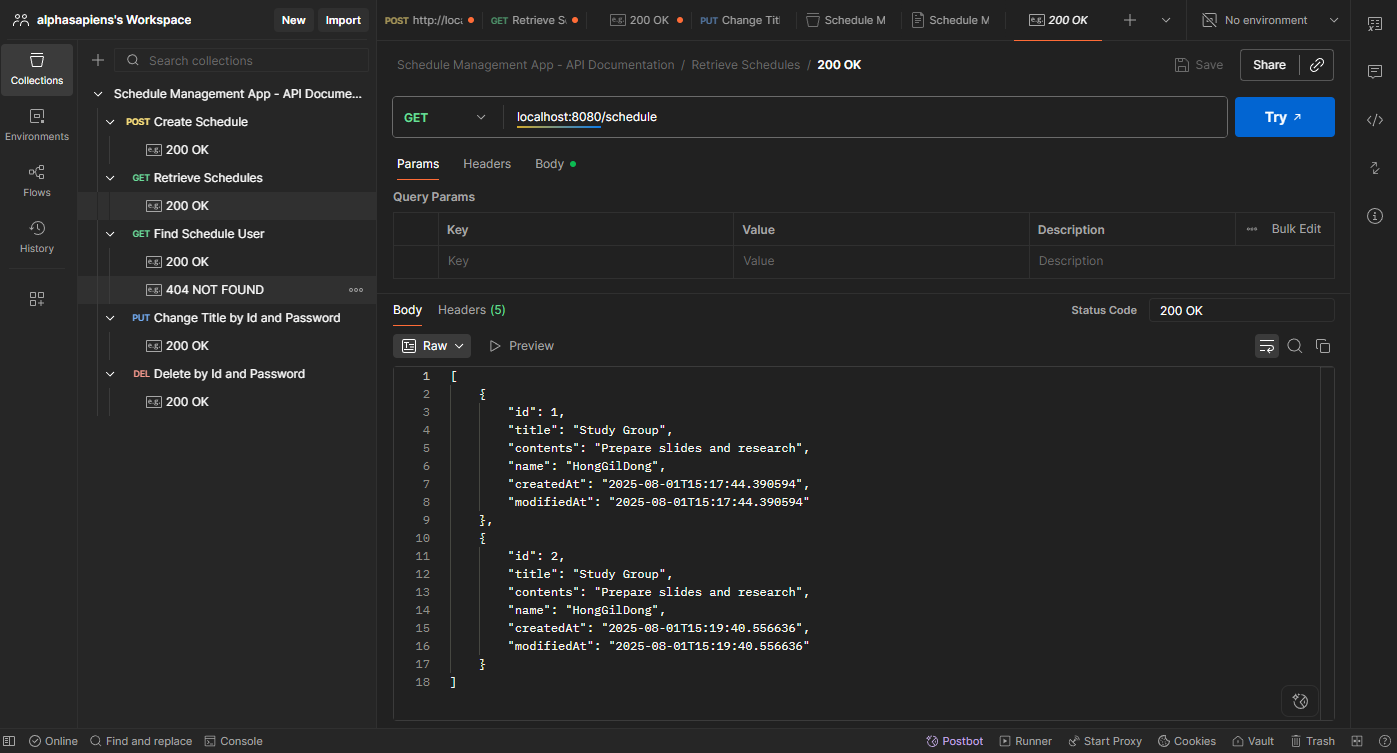 alphasapiens's Workspace
New
Import
POST http://loca
GET Retrieve S
e.g. 200 OK
PUT Change Titl
Schedule M
Schedule M
e.g. 200 OK
No environment
Collections
Environments
Flows
History
Search collections
Schedule Management App - API Docume...
POST Create Schedule
e.g. 200 OK
GET Retrieve Schedules
e.g. 200 OK
GET Find Schedule User
e.g. 200 OK
e.g. 404 NOT FOUND
PUT Change Title by Id and Password
e.g. 200 OK
DEL Delete by Id and Password
e.g. 200 OK
Schedule Management App - API Documentation / Retrieve Schedules / 200 OK
Save
Share
GET
localhost:8080/schedule
Try
Params
Headers
Body
Query Params
Key
Value
Description
Bulk Edit
Key
Value
Description
Body
Headers (5)
Status Code
200 OK
Raw
Preview
1 [
2 {
3 "id": 1,
4 "title": "Study Group",
5 "contents": "Prepare slides and research",
6 "name": "HongGilDong",
7 "createdAt": "2025-08-01T15:17:44.390594",
8 "modifiedAt": "2025-08-01T15:17:44.390594"
9 },
10 {
11 "id": 2,
12 "title": "Study Group",
13 "contents": "Prepare slides and research",
14 "name": "HongGilDong",
15 "createdAt": "2025-08-01T15:19:40.556636",
16 "modifiedAt": "2025-08-01T15:19:40.556636"
17 }
18 ]
Online
Find and replace
Console
Postbot
Runner
Start Proxy
Cookies
Vault
Trash